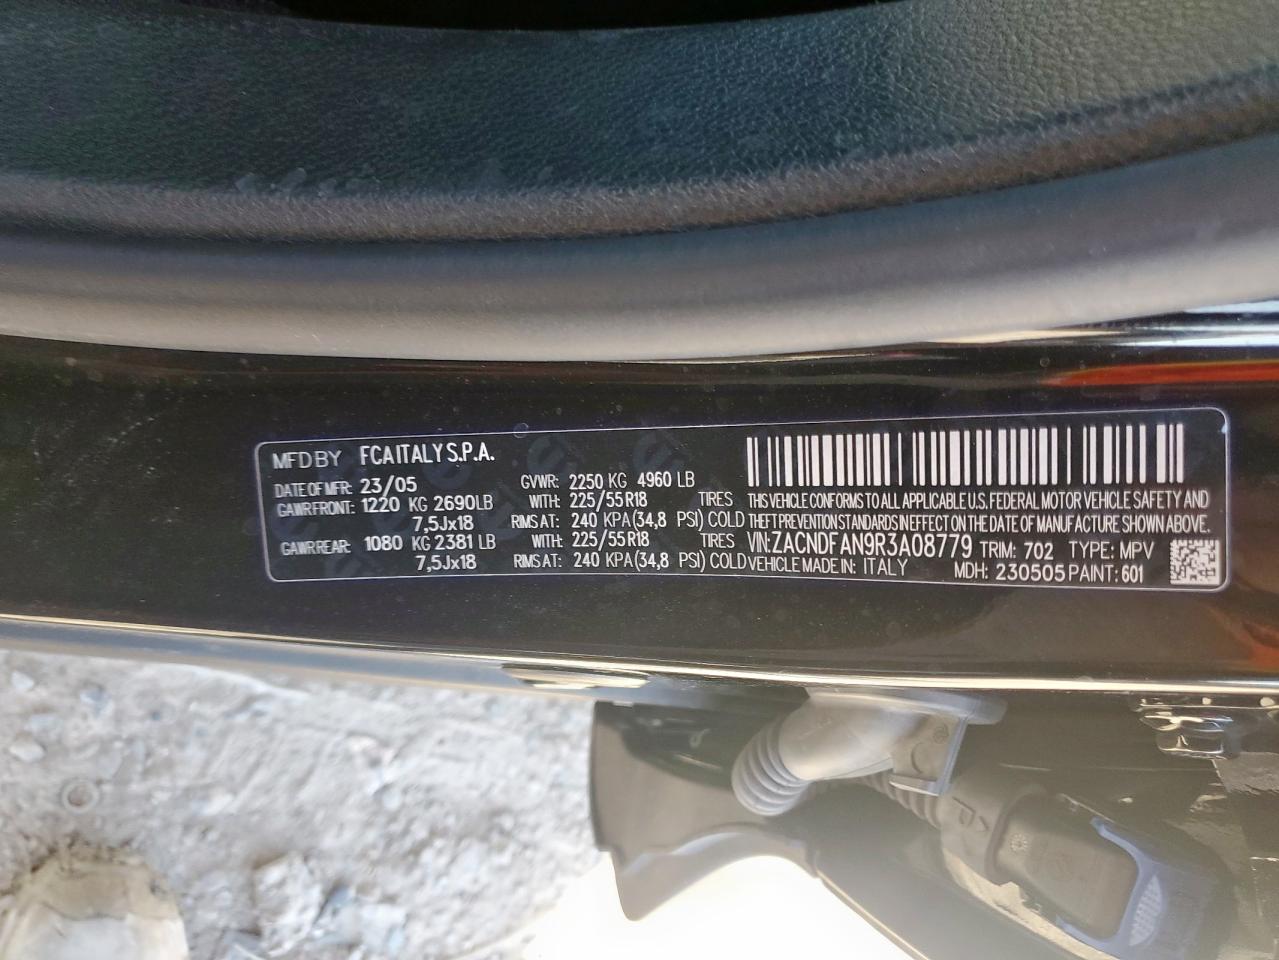 MFD BY FCA ITALY S.P.A.
DATE OF MFR: 23/05 GVWR: 2250 KG 4960 LB
GAWR FRONT: 1220 KG 2690LB WITH: 225/55R18 TIRES
7,5Jx18 RIMS AT: 240 KPA(34,8 PSI) COLD
GAWR REAR: 1080 KG 2381 LB WITH: 225/55R18 TIRES
7,5Jx18 RIMS AT: 240 KPA(34,8 PSI) COLD
THIS VEHICLE CONFORMS TO ALL APPLICABLE U.S. FEDERAL MOTOR VEHICLE SAFETY AND
THEFT PREVENTION STANDARDS IN EFFECT ON THE DATE OF MANUFACTURE SHOWN ABOVE.
VIN: ZACNDFAN9R3A08779 TRIM: 702 TYPE: MPV
VEHICLE MADE IN: ITALY MDH: 230505 PAINT: 601